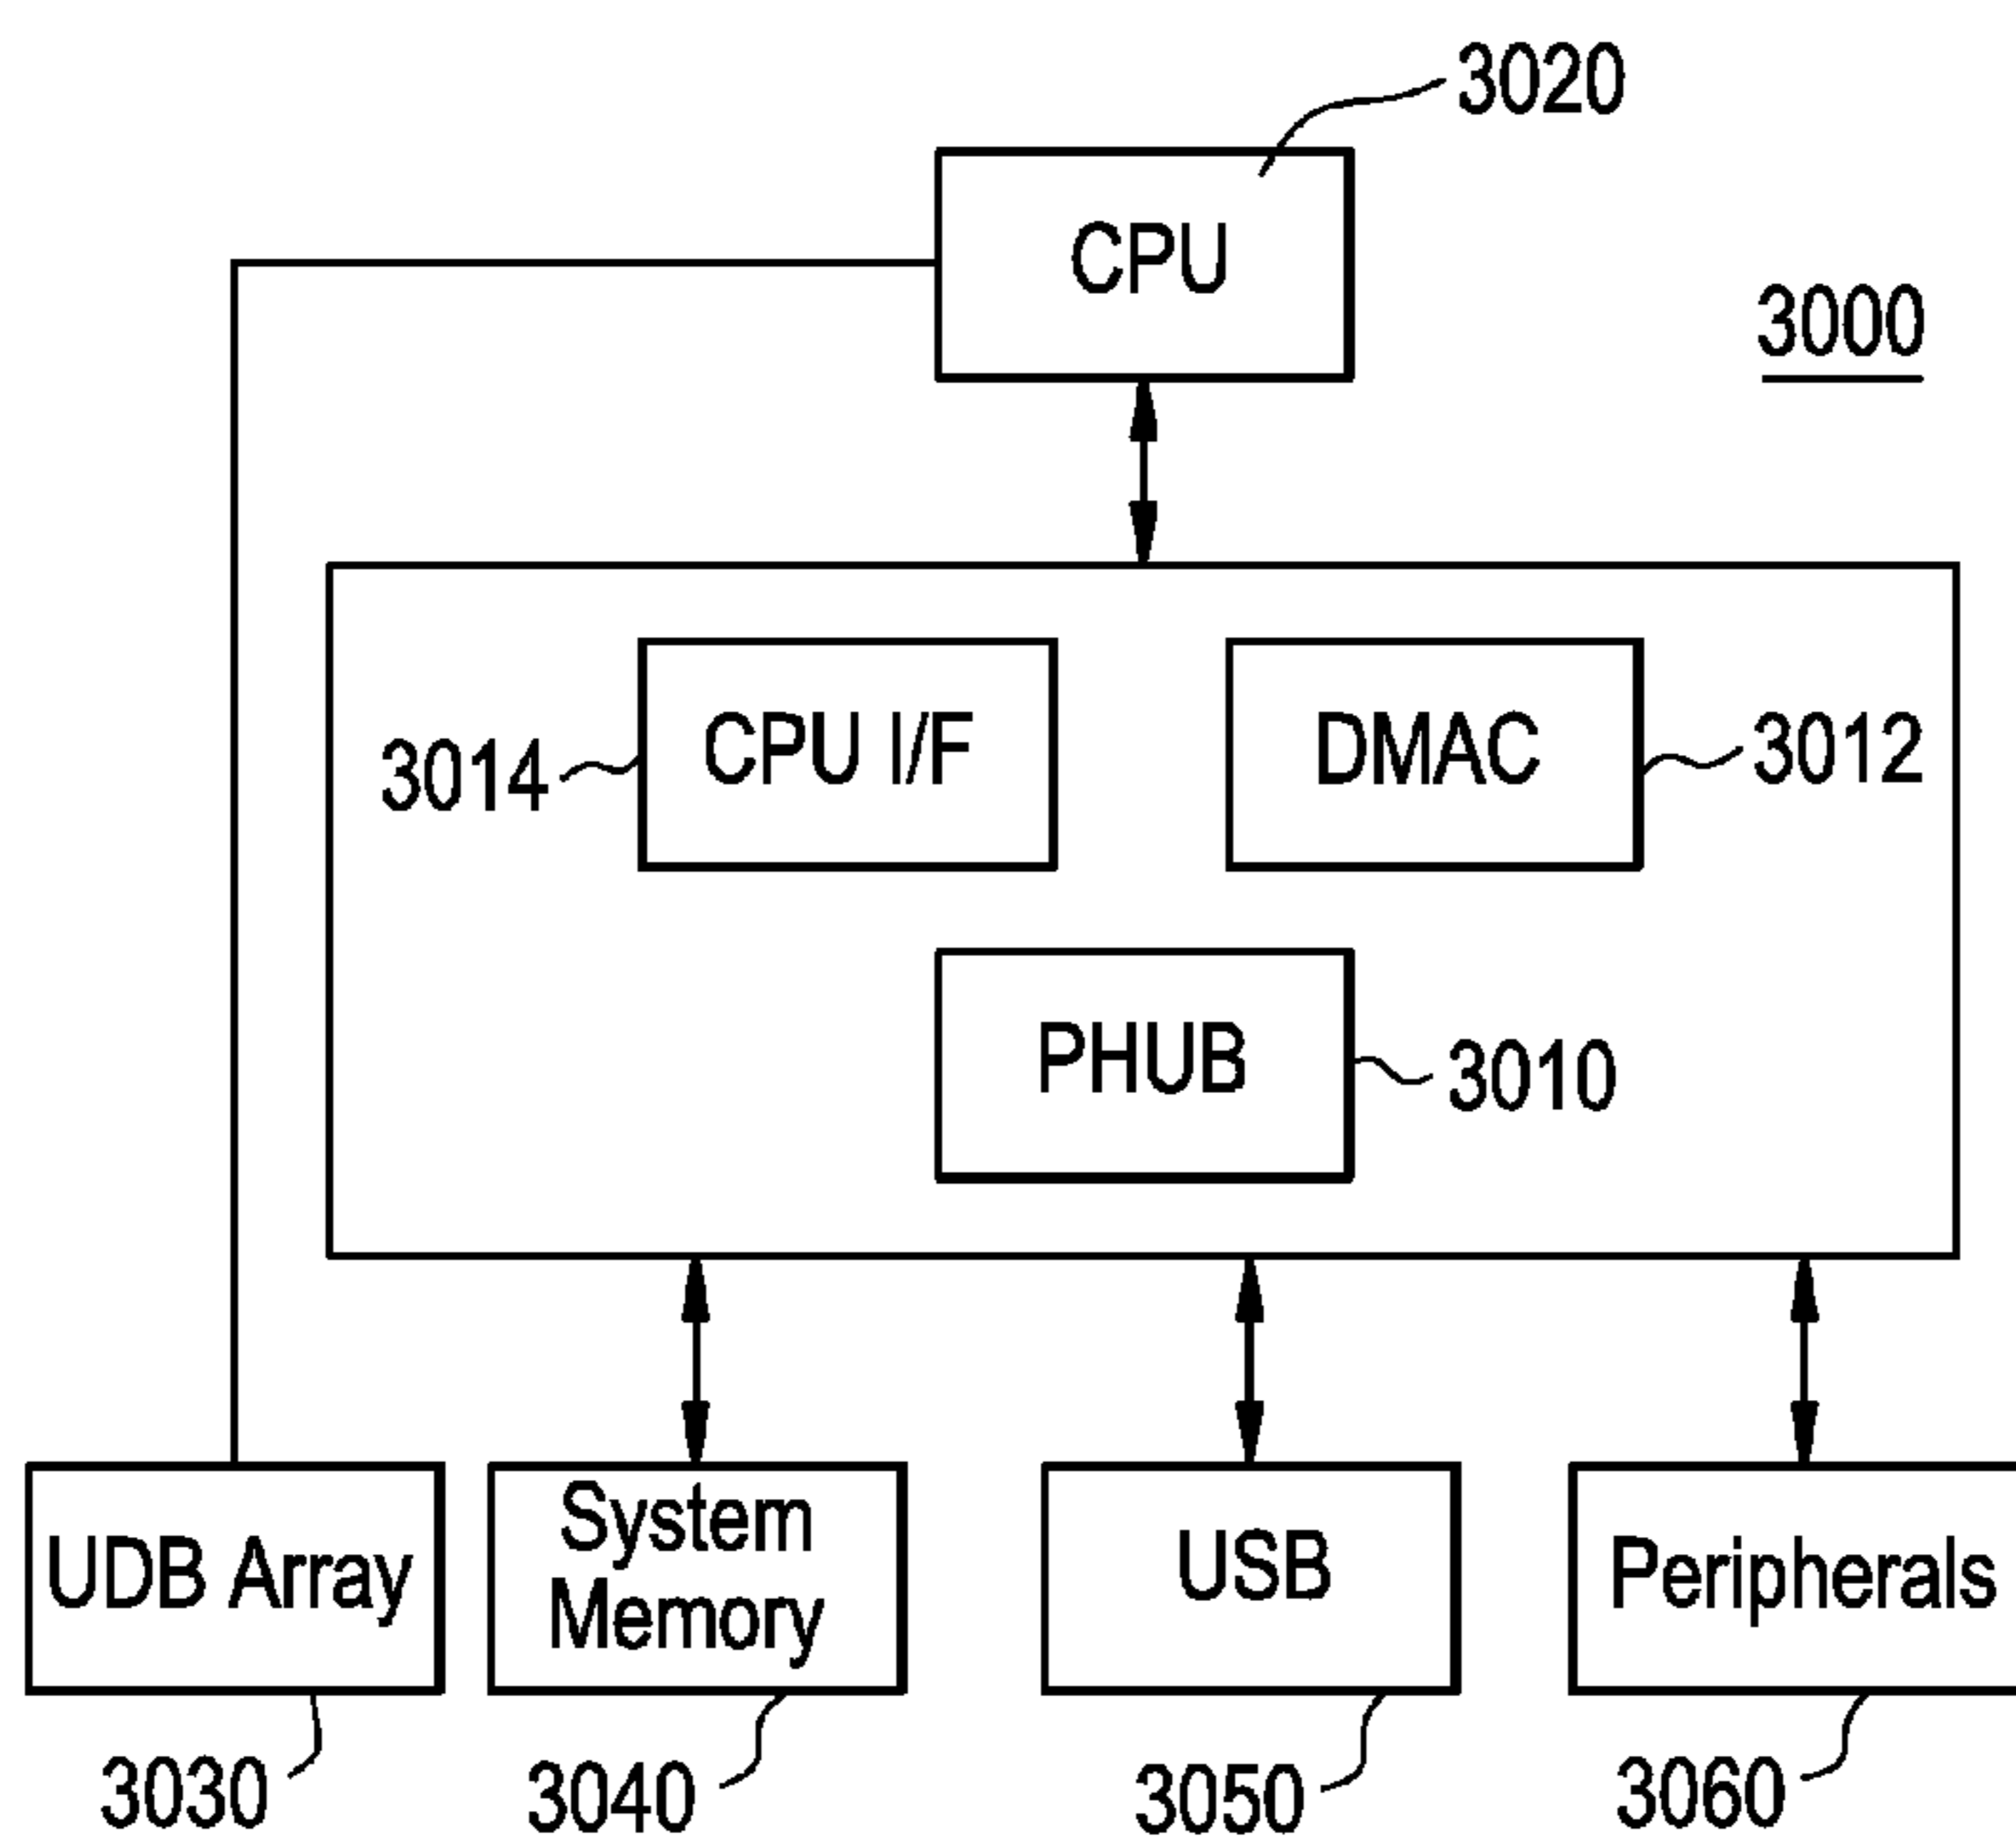 3020
CPU
3000
3014
CPU I/F
DMAC
3012
PHUB
3010
UDB Array
System
Memory
USB
Peripherals
3030
3040
3050
3060